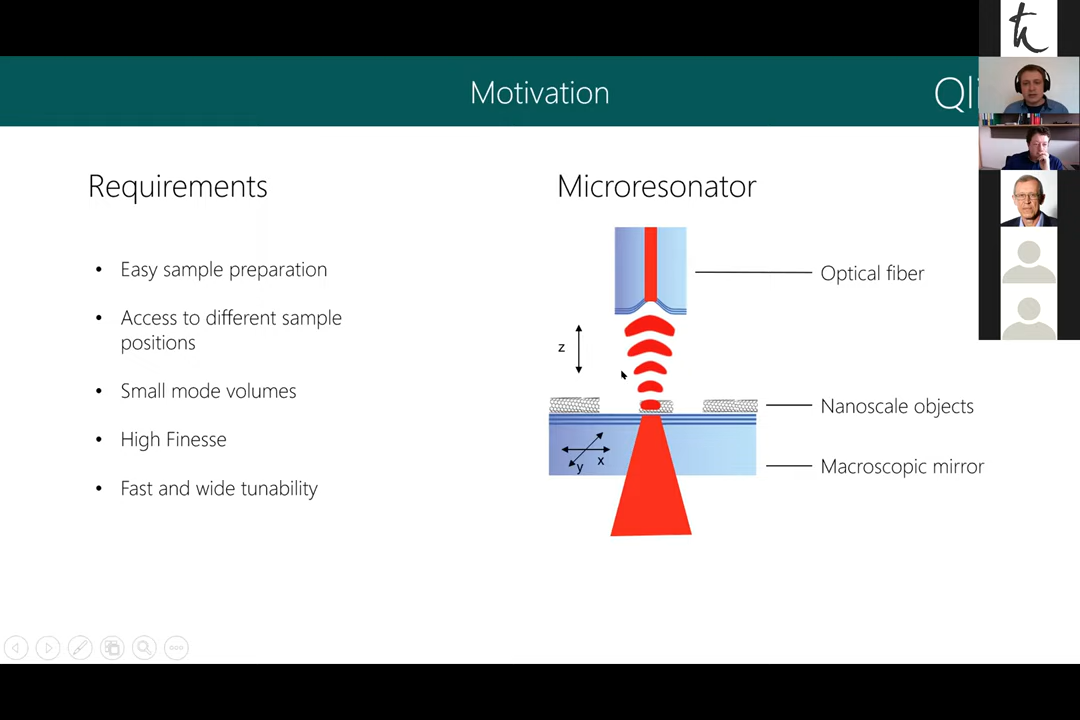 Motivation
Requirements
• Easy sample preparation
• Access to different sample
positions
• Small mode volumes
• High Finesse
• Fast and wide tunability
Microresonator
Optical fiber
z
Nanoscale objects
x
y
Macroscopic mirror